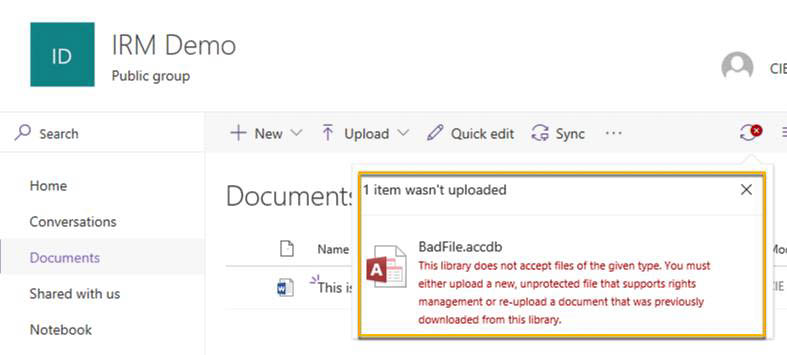 ID
IRM Demo
Public group
CIE
Search
New
Upload
Quick edit
Sync
Home
Conversations
Documents
Shared with us
Notebook
Documents
Name
This is
1 item wasn't uploaded
BadFile.accdb
This library does not accept files of the given type. You must
either upload a new, unprotected file that supports rights
management or re-upload a document that was previously
downloaded from this library.